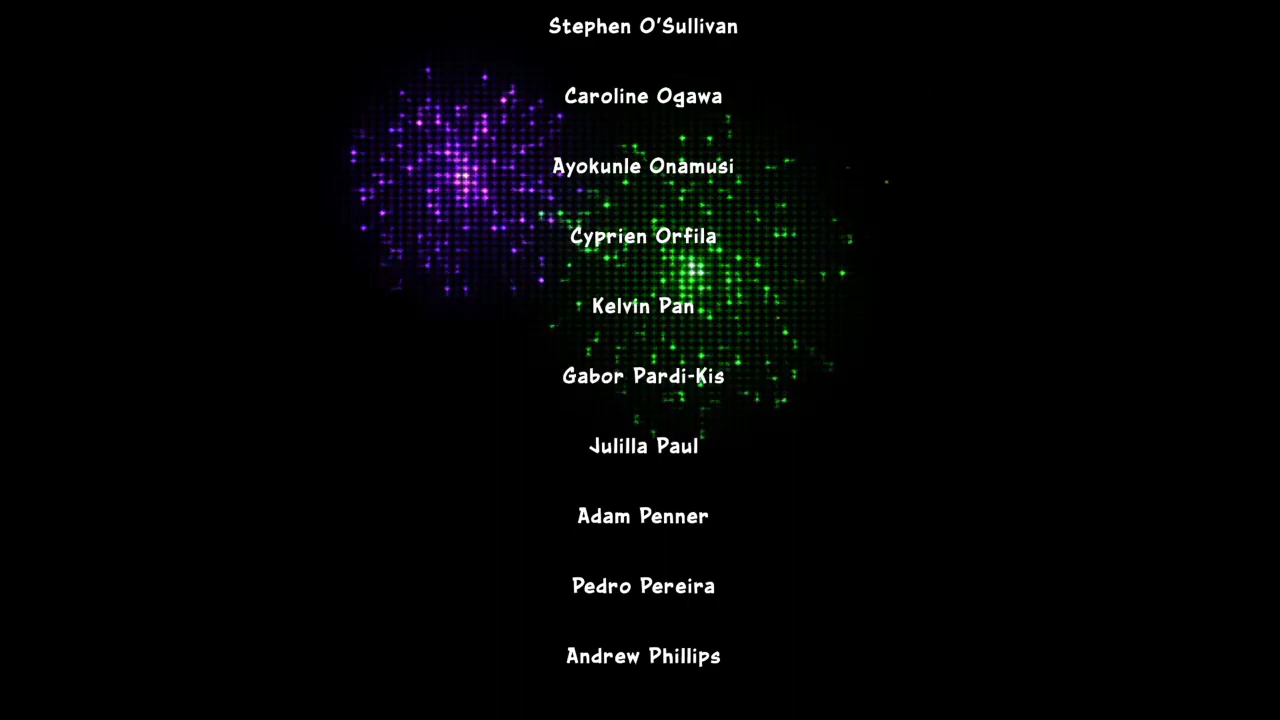 Stephen O'Sullivan
Caroline Ogawa
Ayokunle Onamusi
Cyprien Orfila
Kelvin Pan
Gabor Pardi-Kis
Julilla Paul
Adam Penner
Pedro Pereira
Andrew Phillips